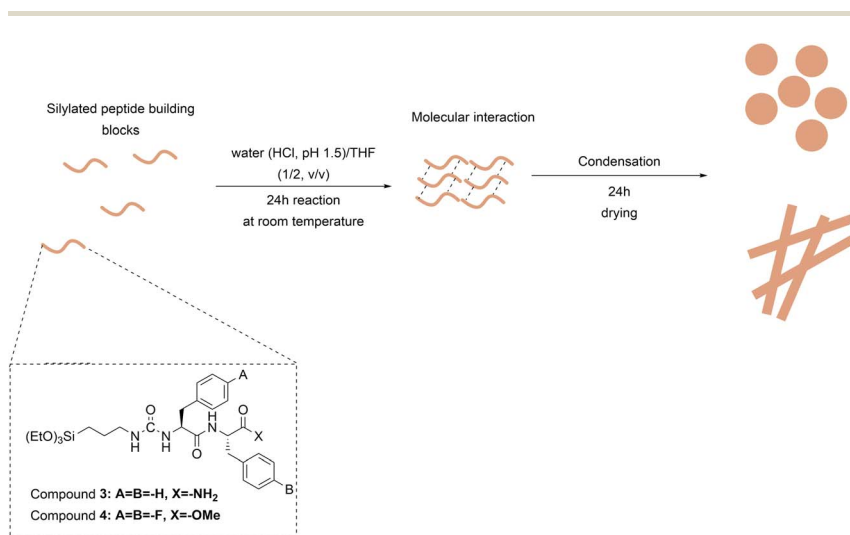 Silylated peptide building
blocks
water (HCl, pH 1.5)/THF
(1/2, v/v)
24h reaction
at room temperature
Molecular interaction
Condensation
24h
drying
A
O
H
N
O
(EtO)₃Si
N
H
C
N
H
O
X
B
Compound 3: A=B=-H, X=-NH₂
Compound 4: A=B=-F, X=-OMe